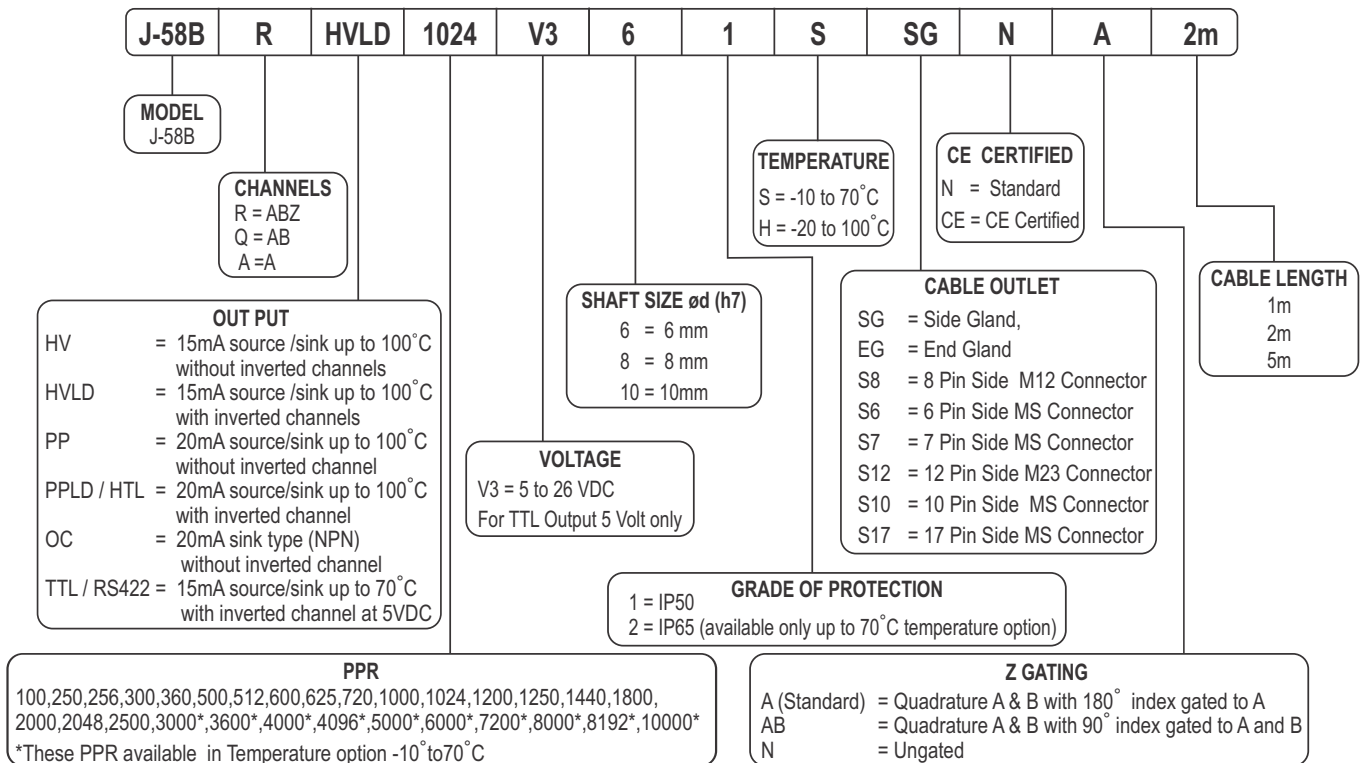 J-58B R HVLD 1024 V3 6 1 S SG N A 2m
MODEL
J-58B
CHANNELS
R = ABZ
Q = AB
A =A
OUT PUT
HV = 15mA source /sink up to 100°C
without inverted channels
HVLD = 15mA source /sink up to 100°C
with inverted channels
PP = 20mA source/sink up to 100°C
without inverted channel
PPLD / HTL = 20mA source/sink up to 100°C
with inverted channel
OC = 20mA sink type (NPN)
without inverted channel
TTL / RS422 = 15mA source/sink up to 70°C
with inverted channel at 5VDC
PPR
100,250,256,300,360,500,512,600,625,720,1000,1024,1200,1250,1440,1800,
2000,2048,2500,3000*,3600*,4000*,4096*,5000*,6000*,7200*,8000*,8192*,10000*
*These PPR available in Temperature option -10°to70°C
VOLTAGE
V3 = 5 to 26 VDC
For TTL Output 5 Volt only
SHAFT SIZE ød (h7)
6 = 6 mm
8 = 8 mm
10 = 10mm
GRADE OF PROTECTION
1 = IP50
2 = IP65 (available only up to 70°C temperature option)
TEMPERATURE
S = -10 to 70°C
H = -20 to 100°C
CABLE OUTLET
SG = Side Gland,
EG = End Gland
S8 = 8 Pin Side M12 Connector
S6 = 6 Pin Side MS Connector
S7 = 7 Pin Side MS Connector
S12 = 12 Pin Side M23 Connector
S10 = 10 Pin Side MS Connector
S17 = 17 Pin Side MS Connector
CE CERTIFIED
N = Standard
CE = CE Certified
Z GATING
A (Standard) = Quadrature A & B with 180° index gated to A
AB = Quadrature A & B with 90° index gated to A and B
N = Ungated
CABLE LENGTH
1m
2m
5m